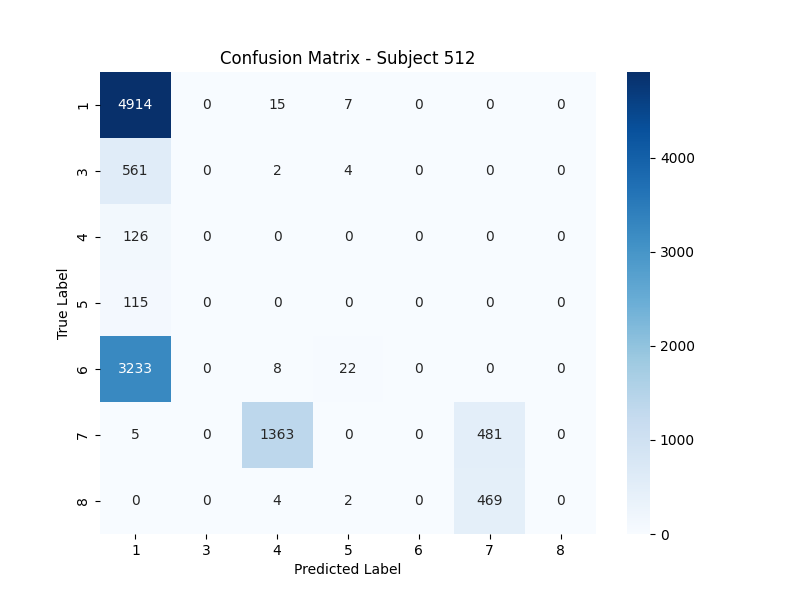 Confusion Matrix - Subject 512
1 4914 0 15 7 0 0 0
3 561 0 2 4 0 0 0
4 126 0 0 0 0 0 0
5 115 0 0 0 0 0 0
6 3233 0 8 22 0 0 0
7 5 0 1363 0 0 481 0
8 0 0 4 2 0 469 0
1 3 4 5 6 7 8
Predicted Label
True Label
4000
3000
2000
1000
0